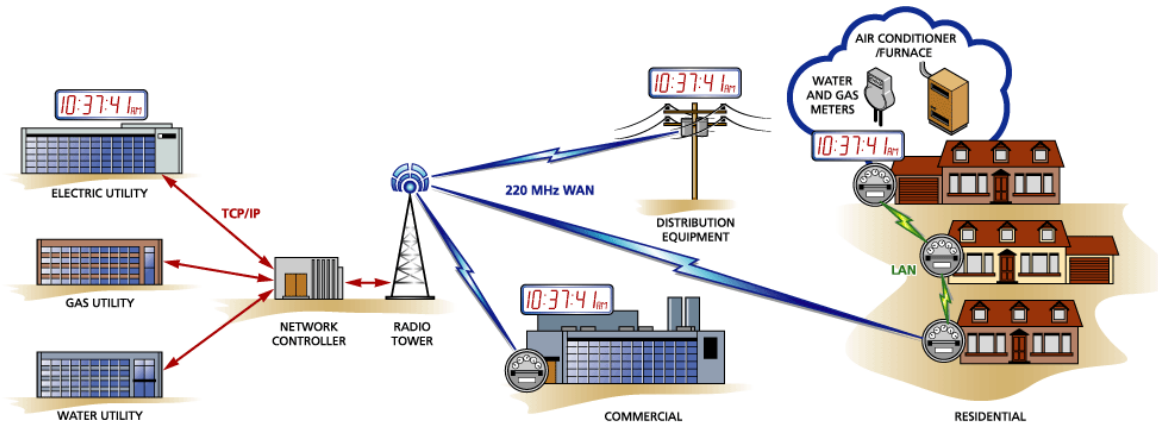 10:37:41 AM
ELECTRIC UTILITY
TCP/IP
GAS UTILITY
WATER UTILITY
NETWORK
CONTROLLER
RADIO
TOWER
220 MHz WAN
10:37:41 AM
DISTRIBUTION
EQUIPMENT
10:37:41 AM
COMMERCIAL
AIR CONDITIONER
/FURNACE
WATER
AND GAS
METERS
10:37:41 AM
LAN
RESIDENTIAL